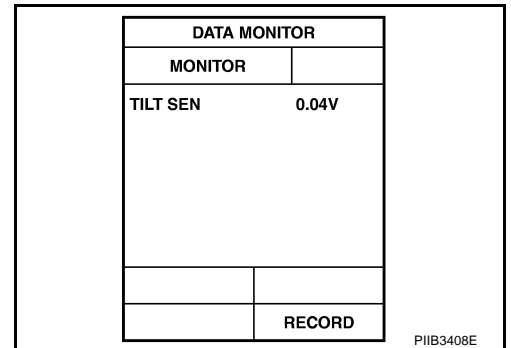 DATA MONITOR
MONITOR
TILT SEN 0.04V
RECORD
PIIB3408E